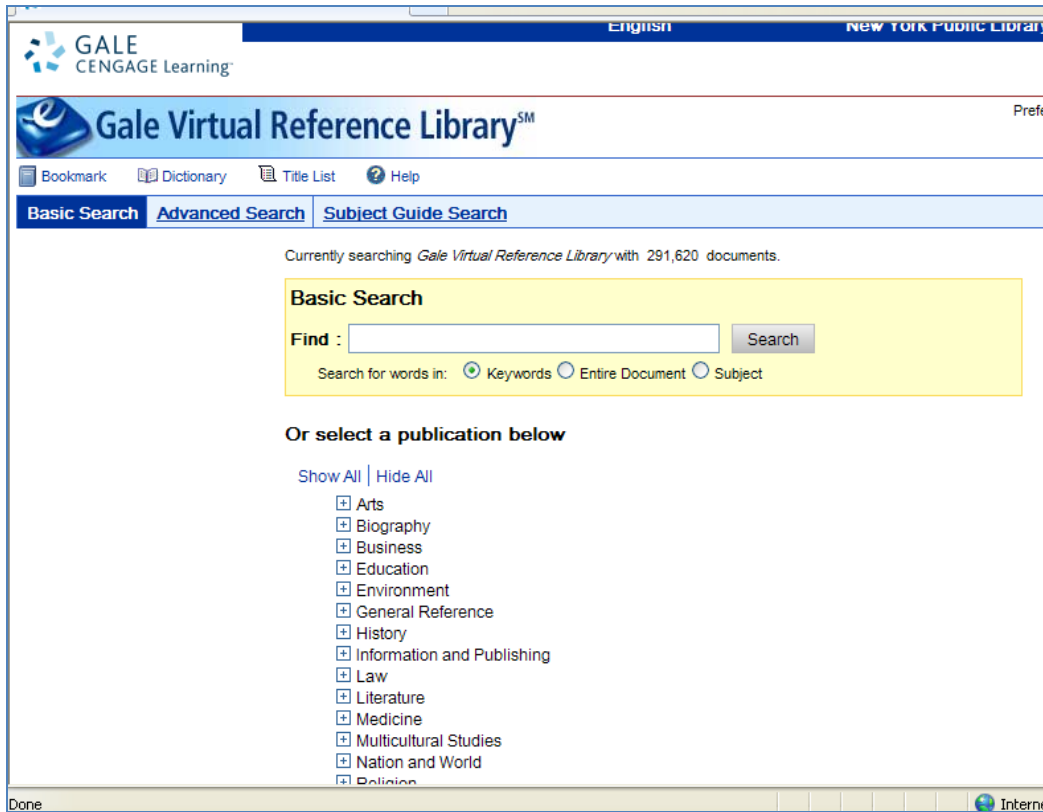 English New York Public Library
GALE
CENGAGE Learning™
Gale Virtual Reference Library℠
Bookmark Dictionary Title List Help
Basic Search Advanced Search Subject Guide Search
Currently searching Gale Virtual Reference Library with 291,620 documents.
Basic Search
Find : Search
Search for words in: Keywords Entire Document Subject
Or select a publication below
Show All | Hide All
Arts
Biography
Business
Education
Environment
General Reference
History
Information and Publishing
Law
Literature
Medicine
Multicultural Studies
Nation and World
Religion
Done